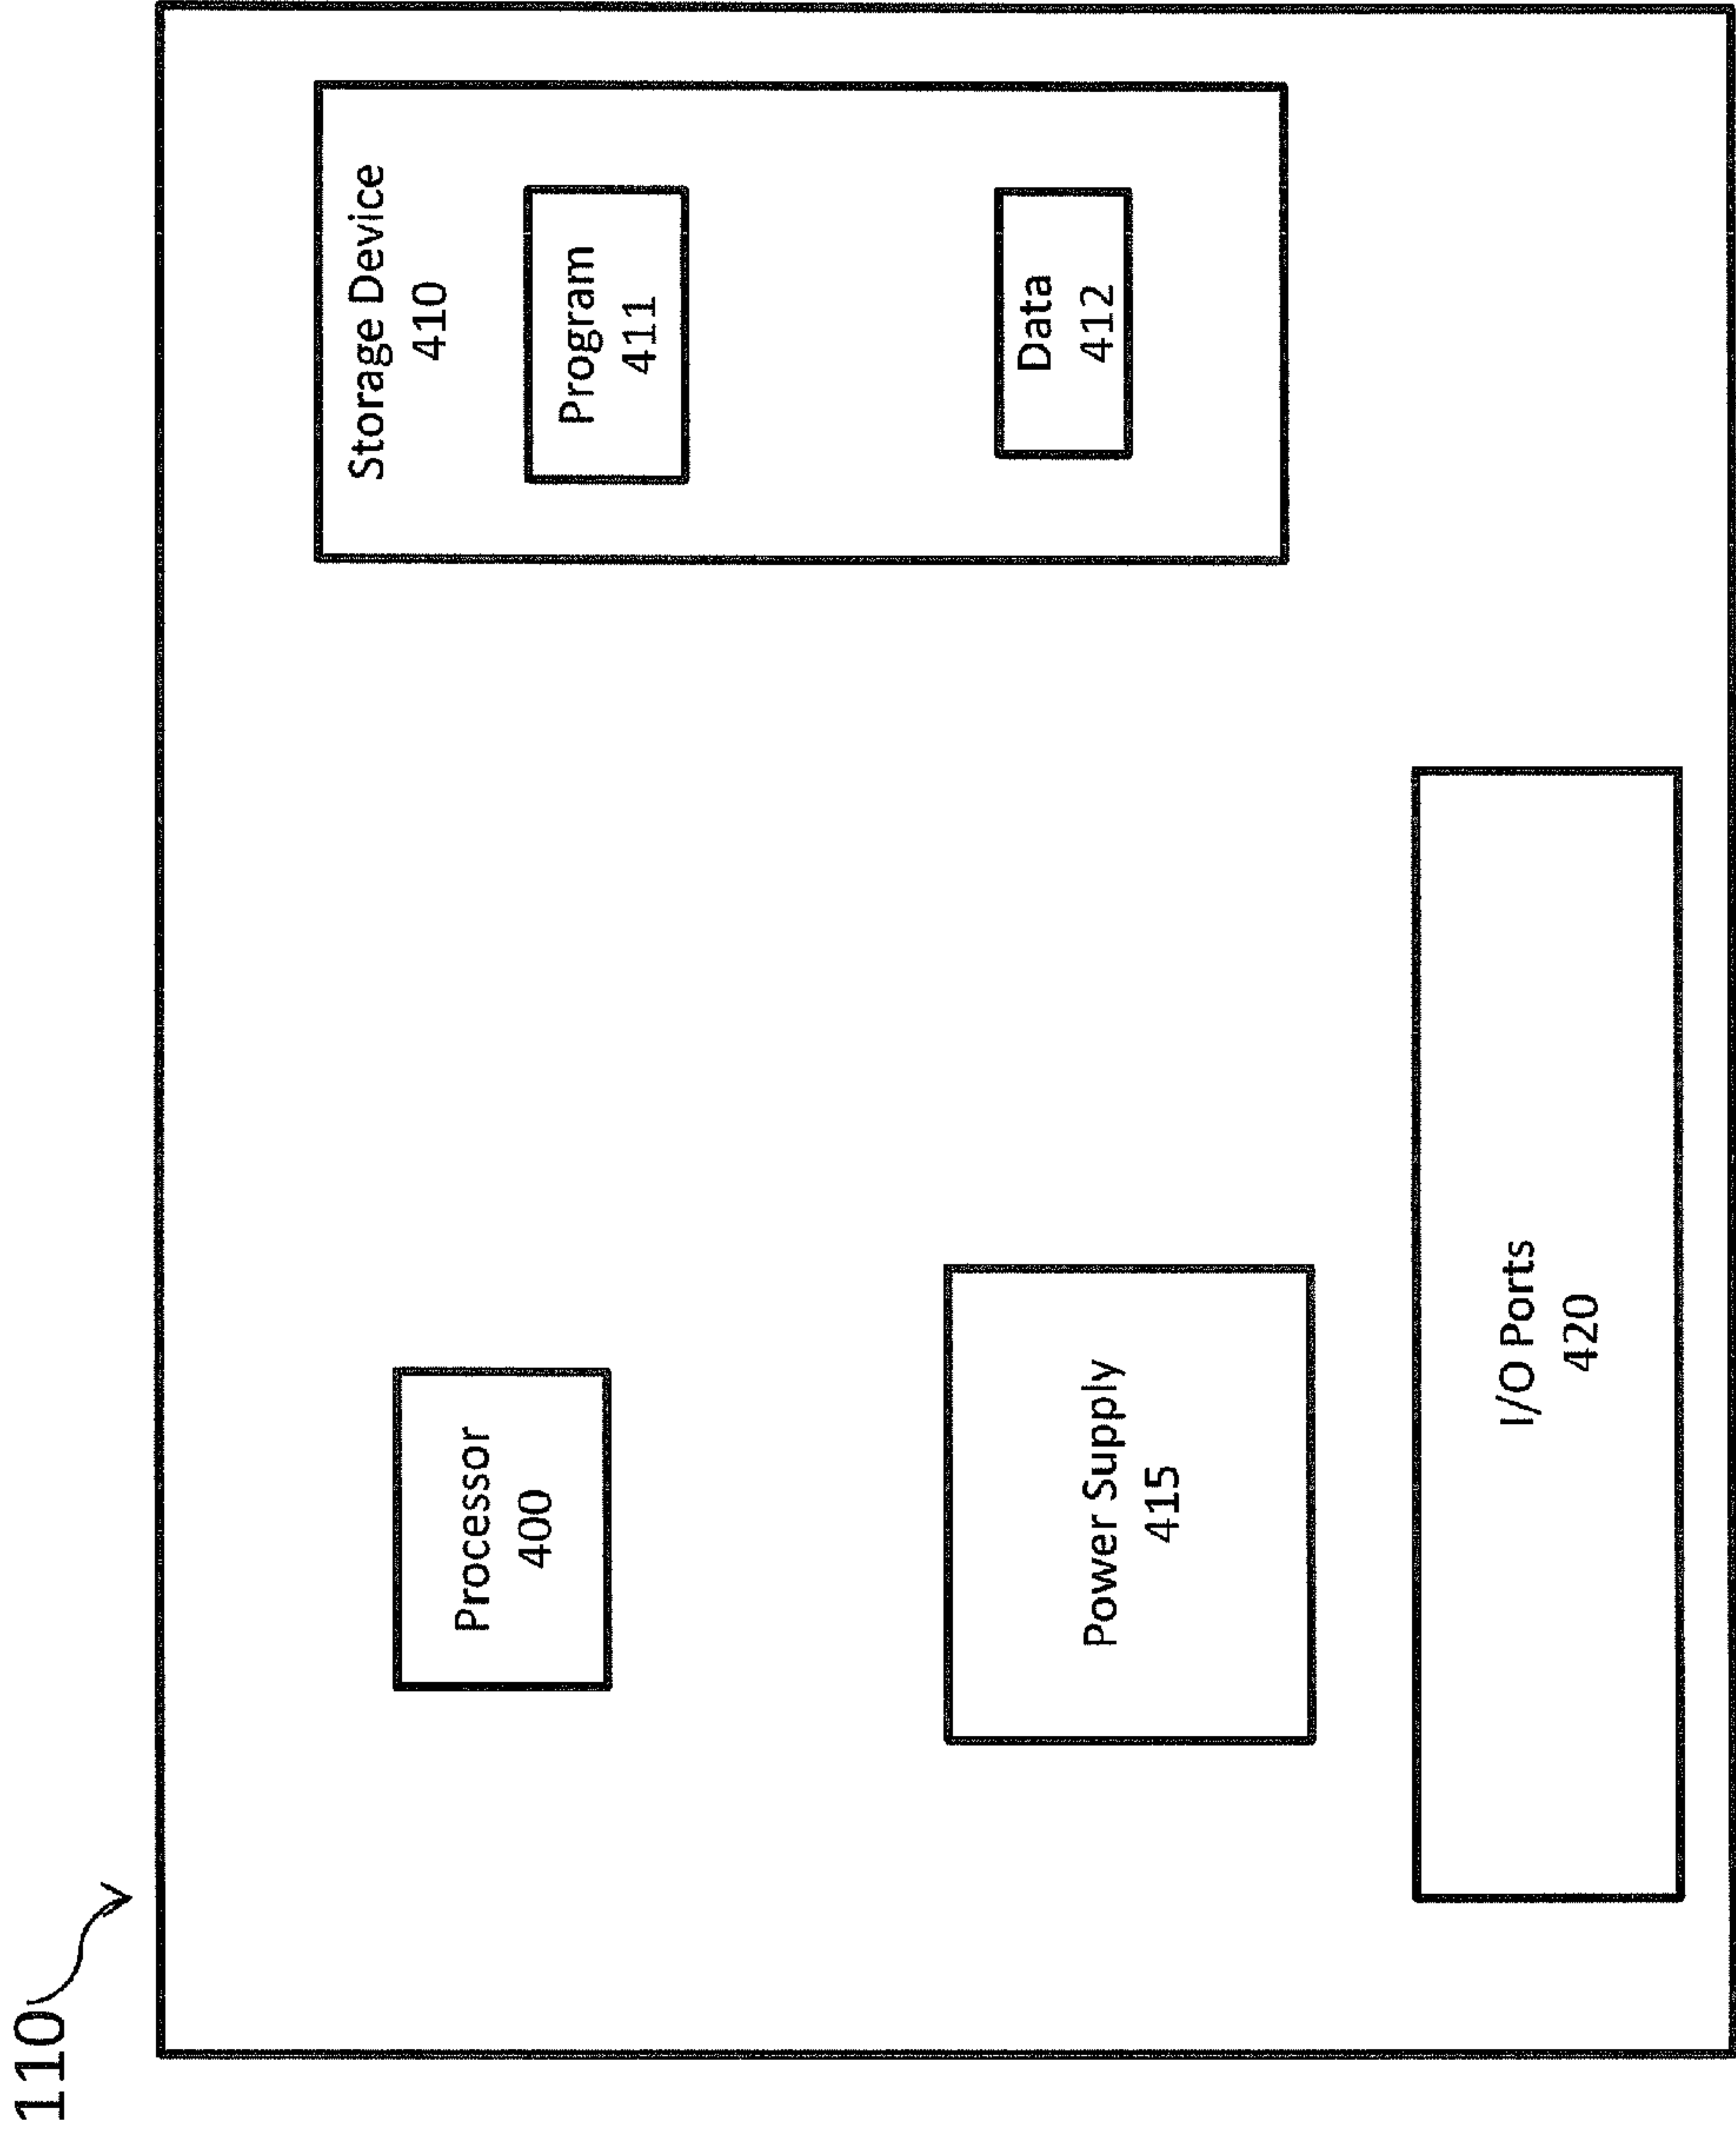 110
Processor
400
Storage Device
410
Program
411
Data
412
Power Supply
415
I/O Ports
420